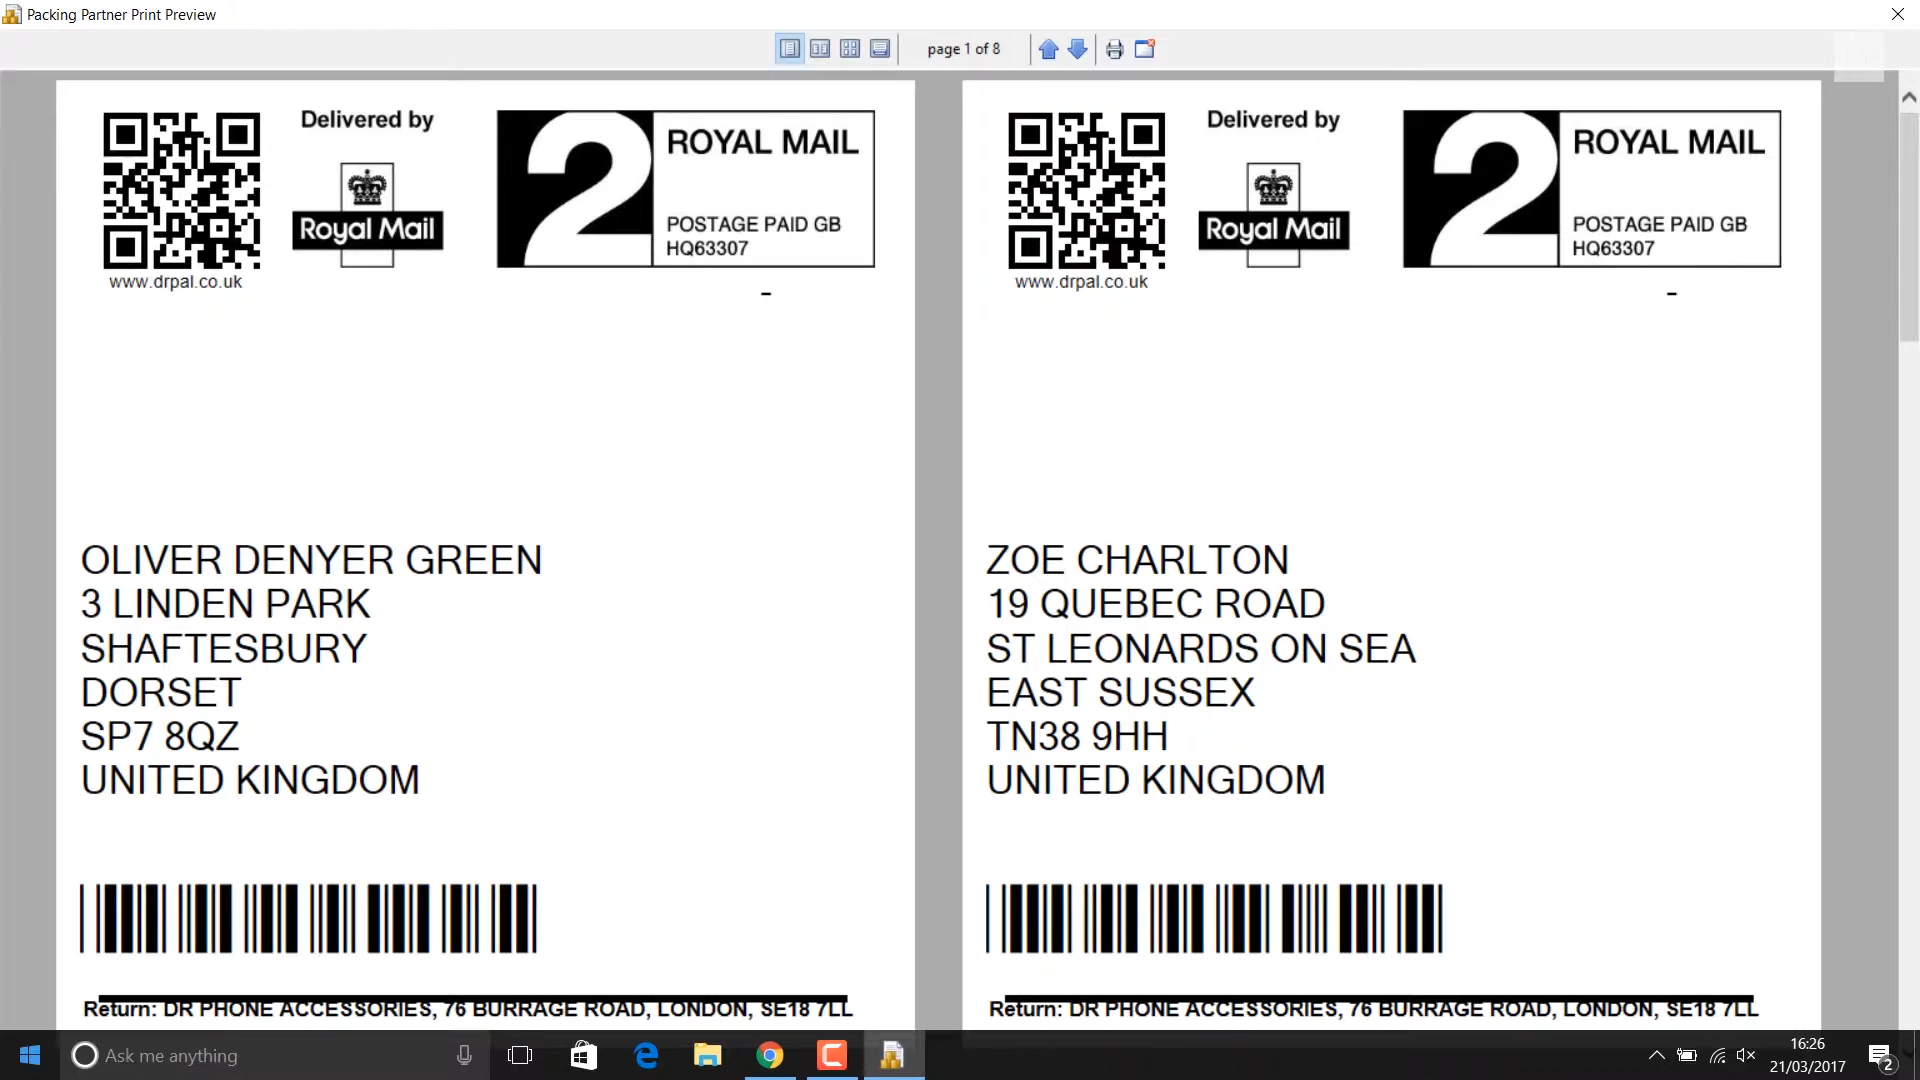 Packing Partner Print Preview
page 1 of 8
Delivered by
Royal Mail
www.drpal.co.uk
2
ROYAL MAIL
POSTAGE PAID GB
HQ63307
-
OLIVER DENYER GREEN
3 LINDEN PARK
SHAFTESBURY
DORSET
SP7 8QZ
UNITED KINGDOM
Return: DR PHONE ACCESSORIES, 76 BURRAGE ROAD, LONDON, SE18 7LL
Delivered by
Royal Mail
www.drpal.co.uk
2
ROYAL MAIL
POSTAGE PAID GB
HQ63307
-
ZOE CHARLTON
19 QUEBEC ROAD
ST LEONARDS ON SEA
EAST SUSSEX
TN38 9HH
UNITED KINGDOM
Return: DR PHONE ACCESSORIES, 76 BURRAGE ROAD, LONDON, SE18 7LL
Ask me anything
16:26
21/03/2017
2